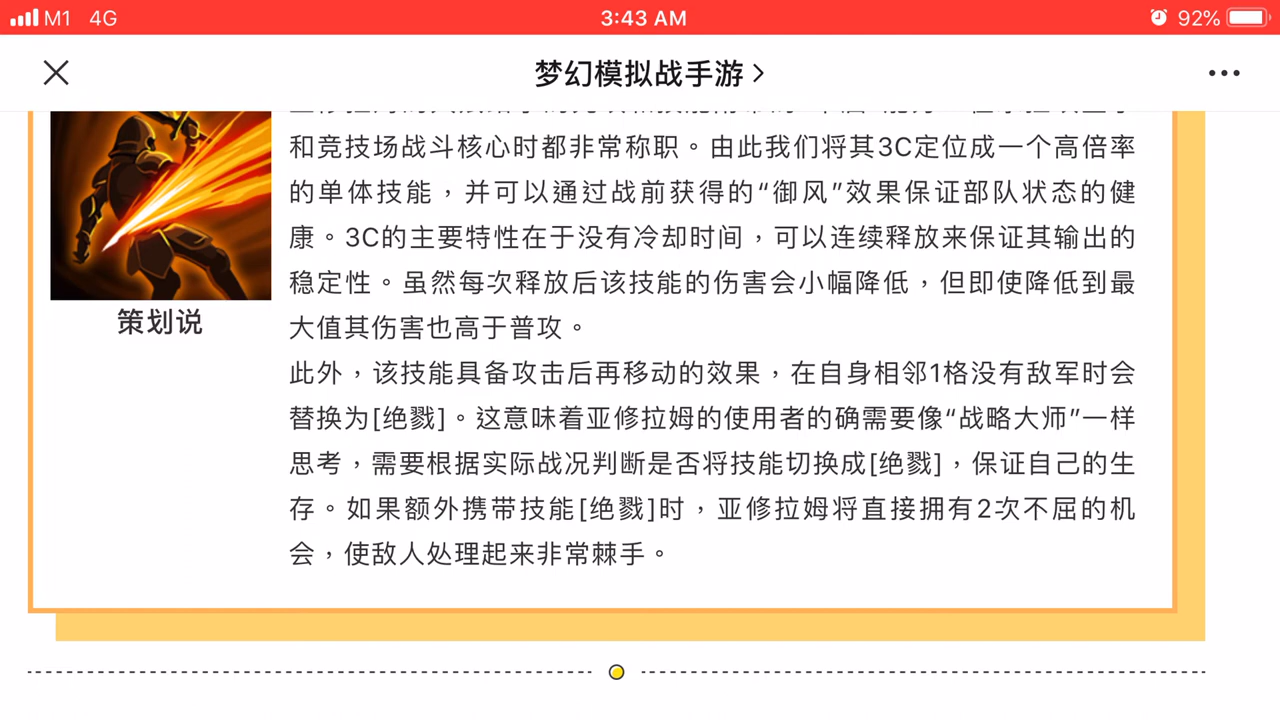 M1 4G 3:43 AM 92%
梦幻模拟战手游
和竞技场战斗核心时都非常称职。由此我们将其3C定位成一个高倍率
的单体技能，并可以通过战前获得的“御风”效果保证部队状态的健
康。3C的主要特性在于没有冷却时间，可以连续释放来保证其输出的
稳定性。虽然每次释放后该技能的伤害会小幅降低，但即使降低到最
大值其伤害也高于普攻。
策划说
此外，该技能具备攻击后再移动的效果，在自身相邻1格没有敌军时会
替换为[绝戮]。这意味着亚修拉姆的使用者的确需要像“战略大师”一样
思考，需要根据实际战况判断是否将技能切换成[绝戮]，保证自己的生
存。如果额外携带技能[绝戮]时，亚修拉姆将直接拥有2次不屈的机
会，使敌人处理起来非常棘手。